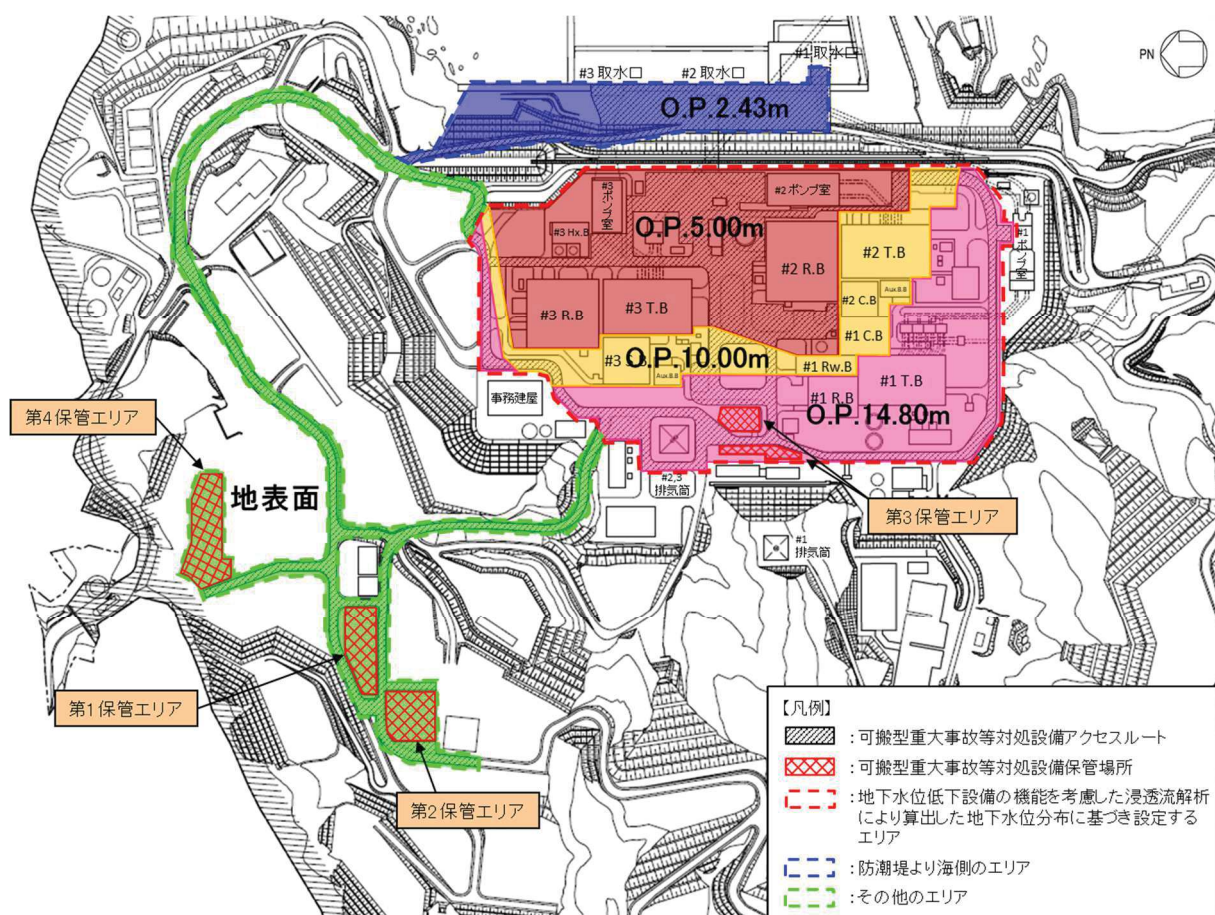 #1 取水口
#3 取水口
#2 取水口
PN
O.P.2.43m
#3
ポンプ室
#2 ポンプ室
#1
ポンプ室
#3 Hx.B
O.P.5.00m
#2 R.B
#2 T.B
#3 R.B
#3 T.B
#2 C.B
Aux.B.B
#1 C.B
O.P.10.00m
Aux.B.B
#1 Rw.B
#1 T.B
#1 R.B
O.P.14.80m
事務建屋
#2,3
排気筒
#1
排気筒
第4保管エリア
地表面
第3保管エリア
第1保管エリア
第2保管エリア
【凡例】
:可搬型重大事故等対処設備アクセスルート
:可搬型重大事故等対処設備保管場所
:地下水位低下設備の機能を考慮した浸透流解析
により算出した地下水位分布に基づき設定する
エリア
:防潮堤より海側のエリア
:その他のエリア